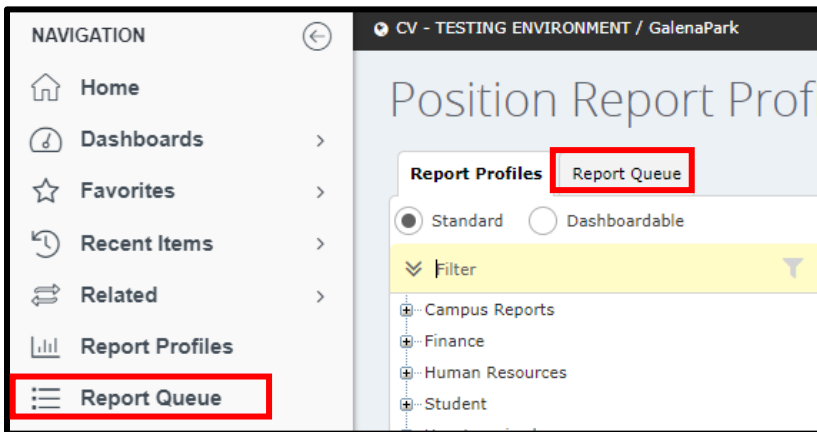 NAVIGATION
Home
Dashboards
Favorites
Recent Items
Related
Report Profiles
Report Queue
CV - TESTING ENVIRONMENT / GalenaPark
Position Report Prof
Report Profiles Report Queue
Standard Dashboardable
Filter
Campus Reports
Finance
Human Resources
Student